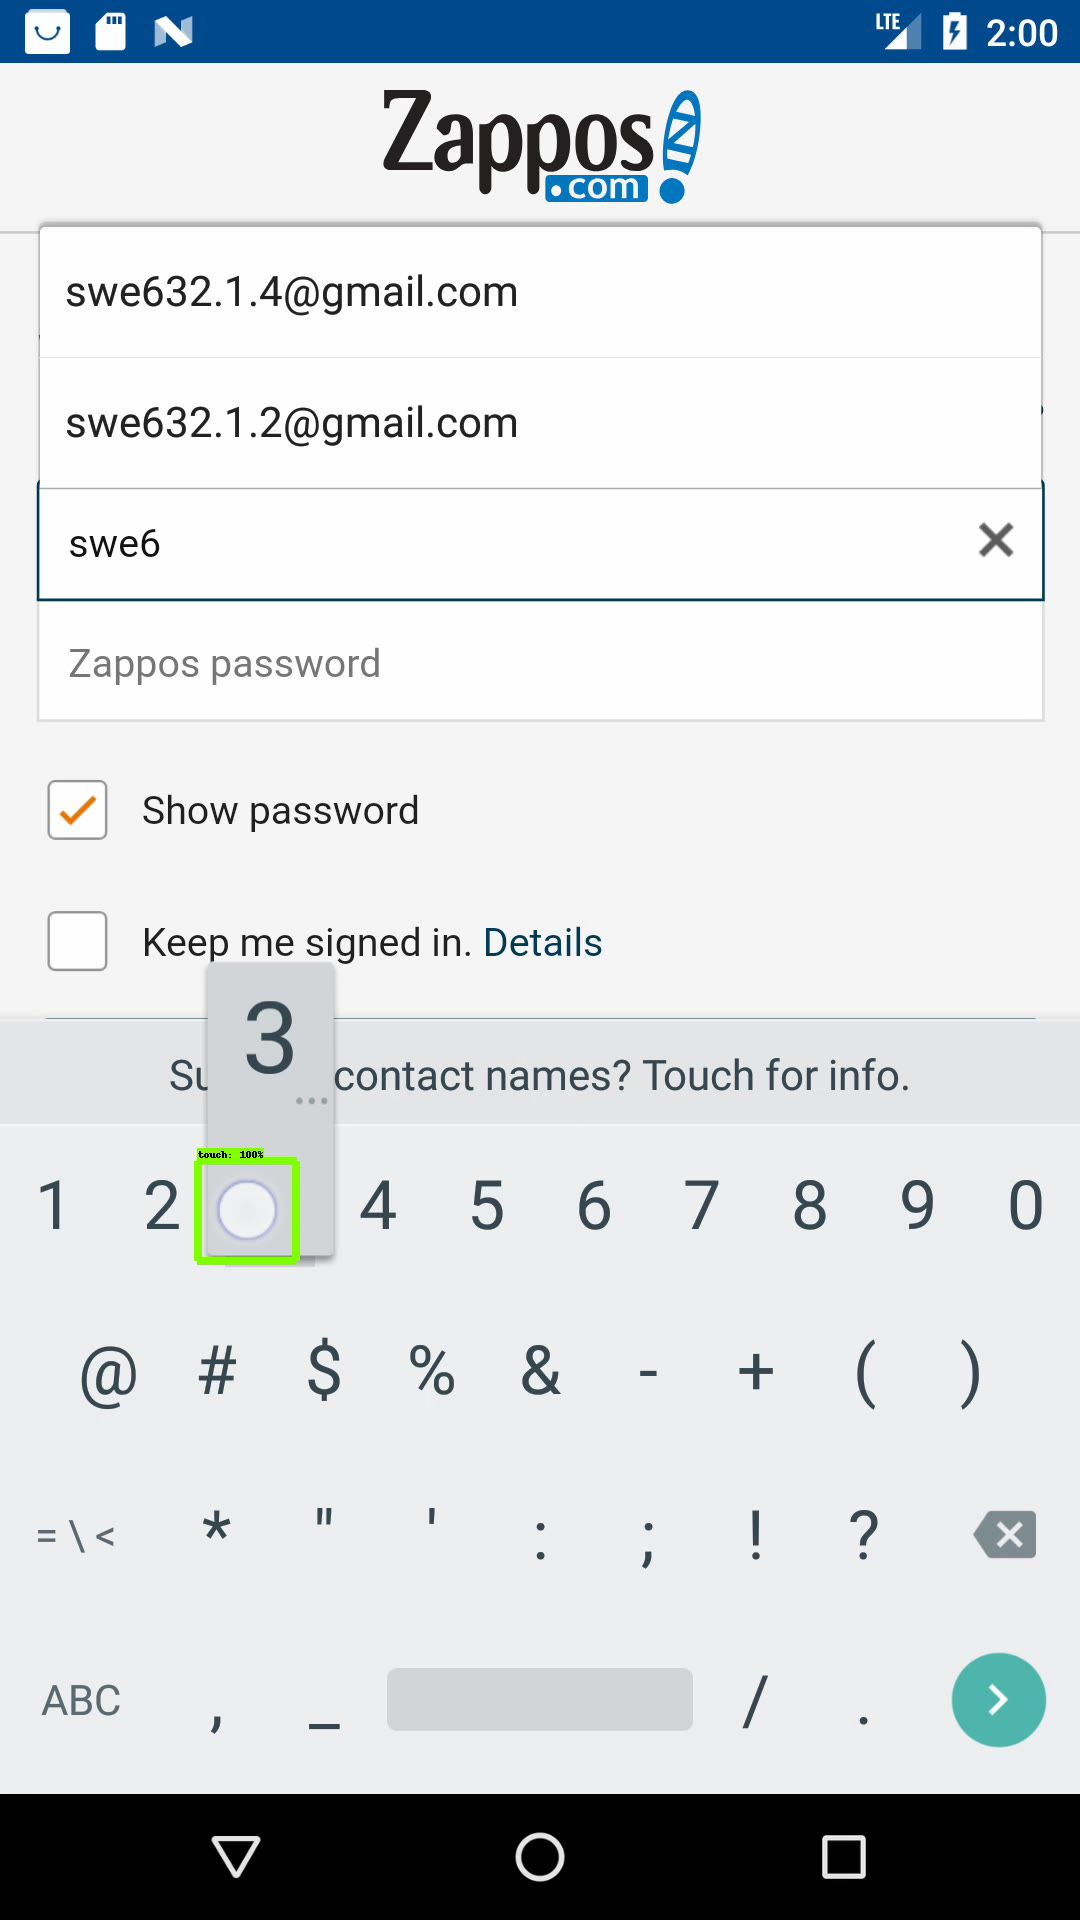 LTE 2:00
Zappos
.com
swe632.1.4@gmail.com
swe632.1.2@gmail.com
swe6
Zappos password
Show password
Keep me signed in. Details
3
Su contact names? Touch for info.
touch: 100%
1 2 4 5 6 7 8 9 0
@ # $ % & - + ( )
= \ < * " ' : ; ! ?
ABC , _ / .